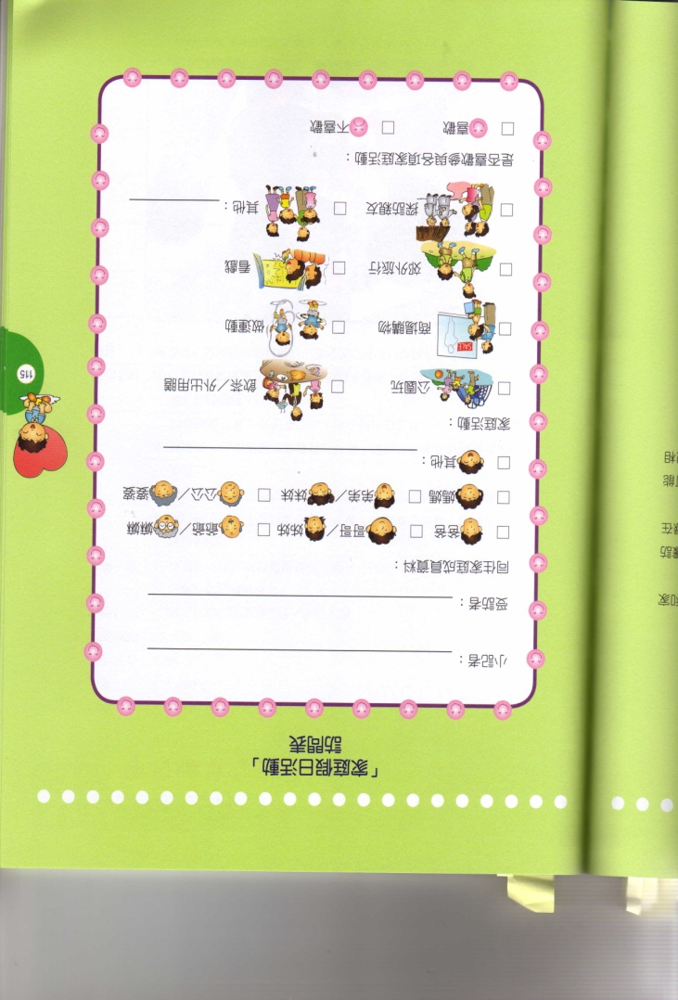 「家庭假日活動」
訪問表
小記者：
受訪者：
同住家庭成員資料：
□ 爸爸 □ 哥哥／姊姊 □ 爺爺／嫲嫲
□ 媽媽 □ 弟弟／妹妹 □ 公公／婆婆
□ 其他：
家庭活動：
□ 公園玩 □ 飲茶／外出用膳
□ SALE 商場購物 □ 做運動
□ 郊外旅行 □ 看戲
□ 探訪親友 □ 其他：
是否喜歡參與各項家庭活動：
□ 喜歡 □ 不喜歡
115